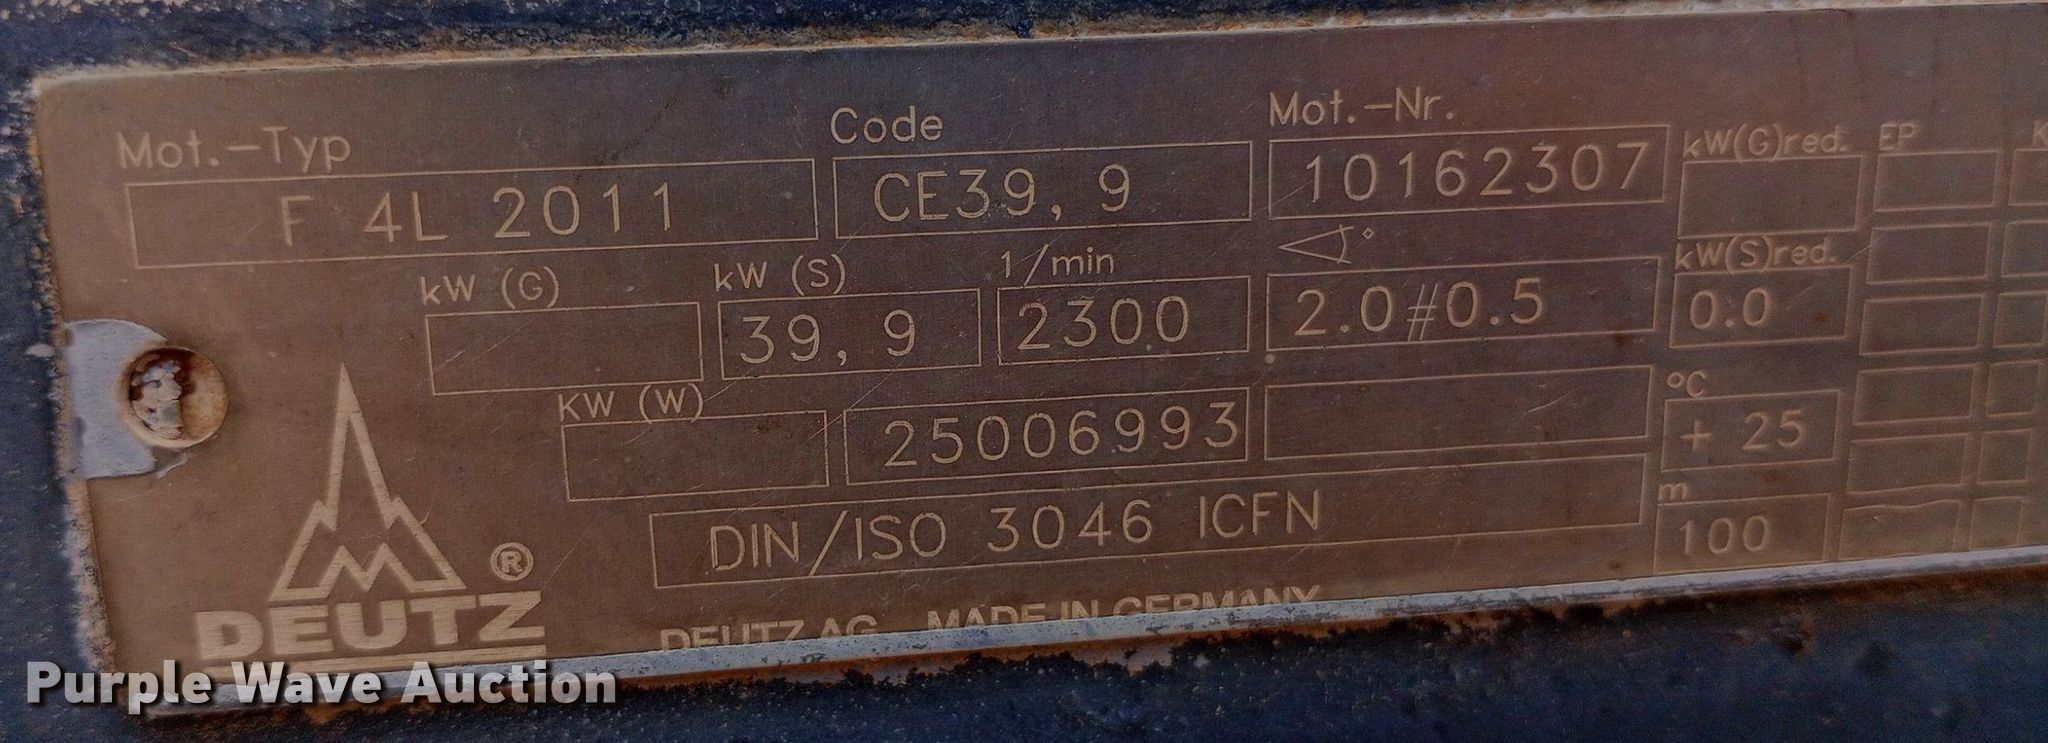 Mot.-Typ Code Mot.-Nr. kW(G)red. EP K
F 4L 2011 CE39,9 10162307
kW (G) kW (S) 1/min ° kW(S)red.
39,9 2300 2.0#0.5 0.0
KW (W) °C
25006993 + 25
m
DIN/ISO 3046 ICFN 100
DEUTZ ®
DEUTZ AG MADE IN GERMANY
Purple Wave Auction